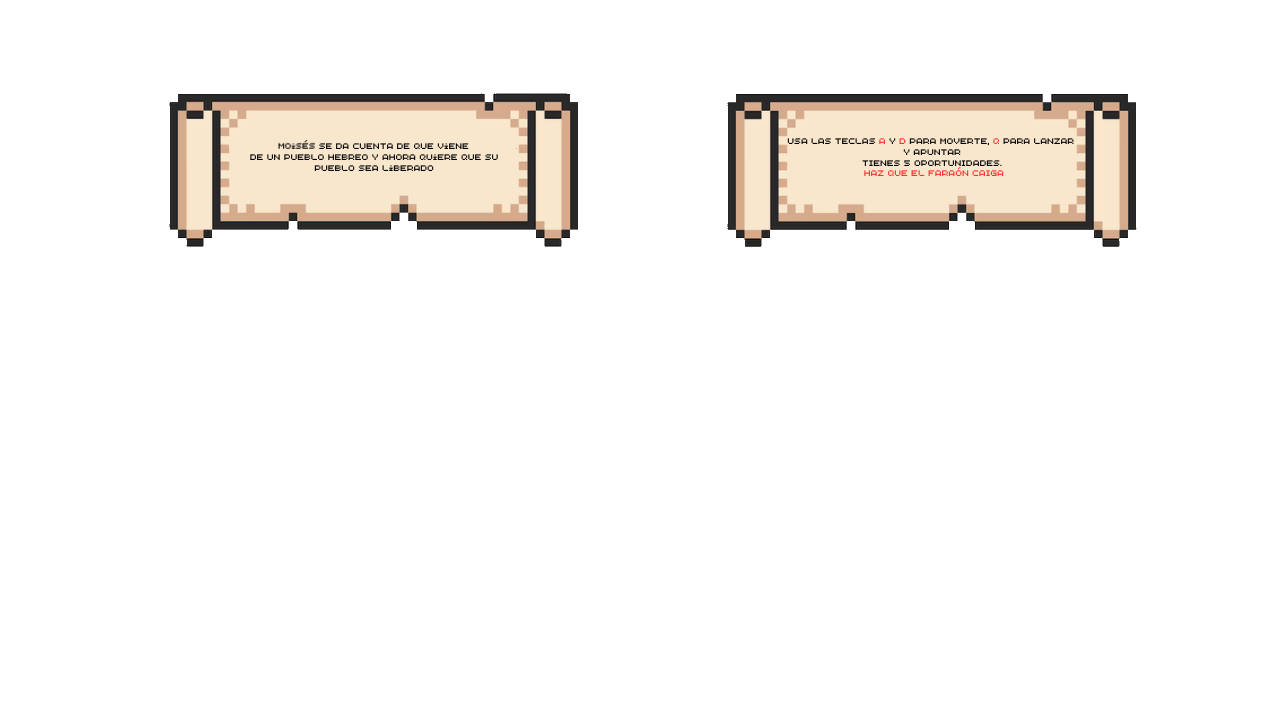 MOiSÉS SE DA CUENTA DE QUE ViENE
DE UN PUEBLO HEBREO Y AHORA QUiERE QUE SU
PUEBLO SEA LiBERADO
USA LAS TECLAS A Y D PARA MOVERTE, Q PARA LANZAR
Y APUNTAR
TIENES 5 OPORTUNIDADES.
HAZ QUE EL FARAÓN CAIGA